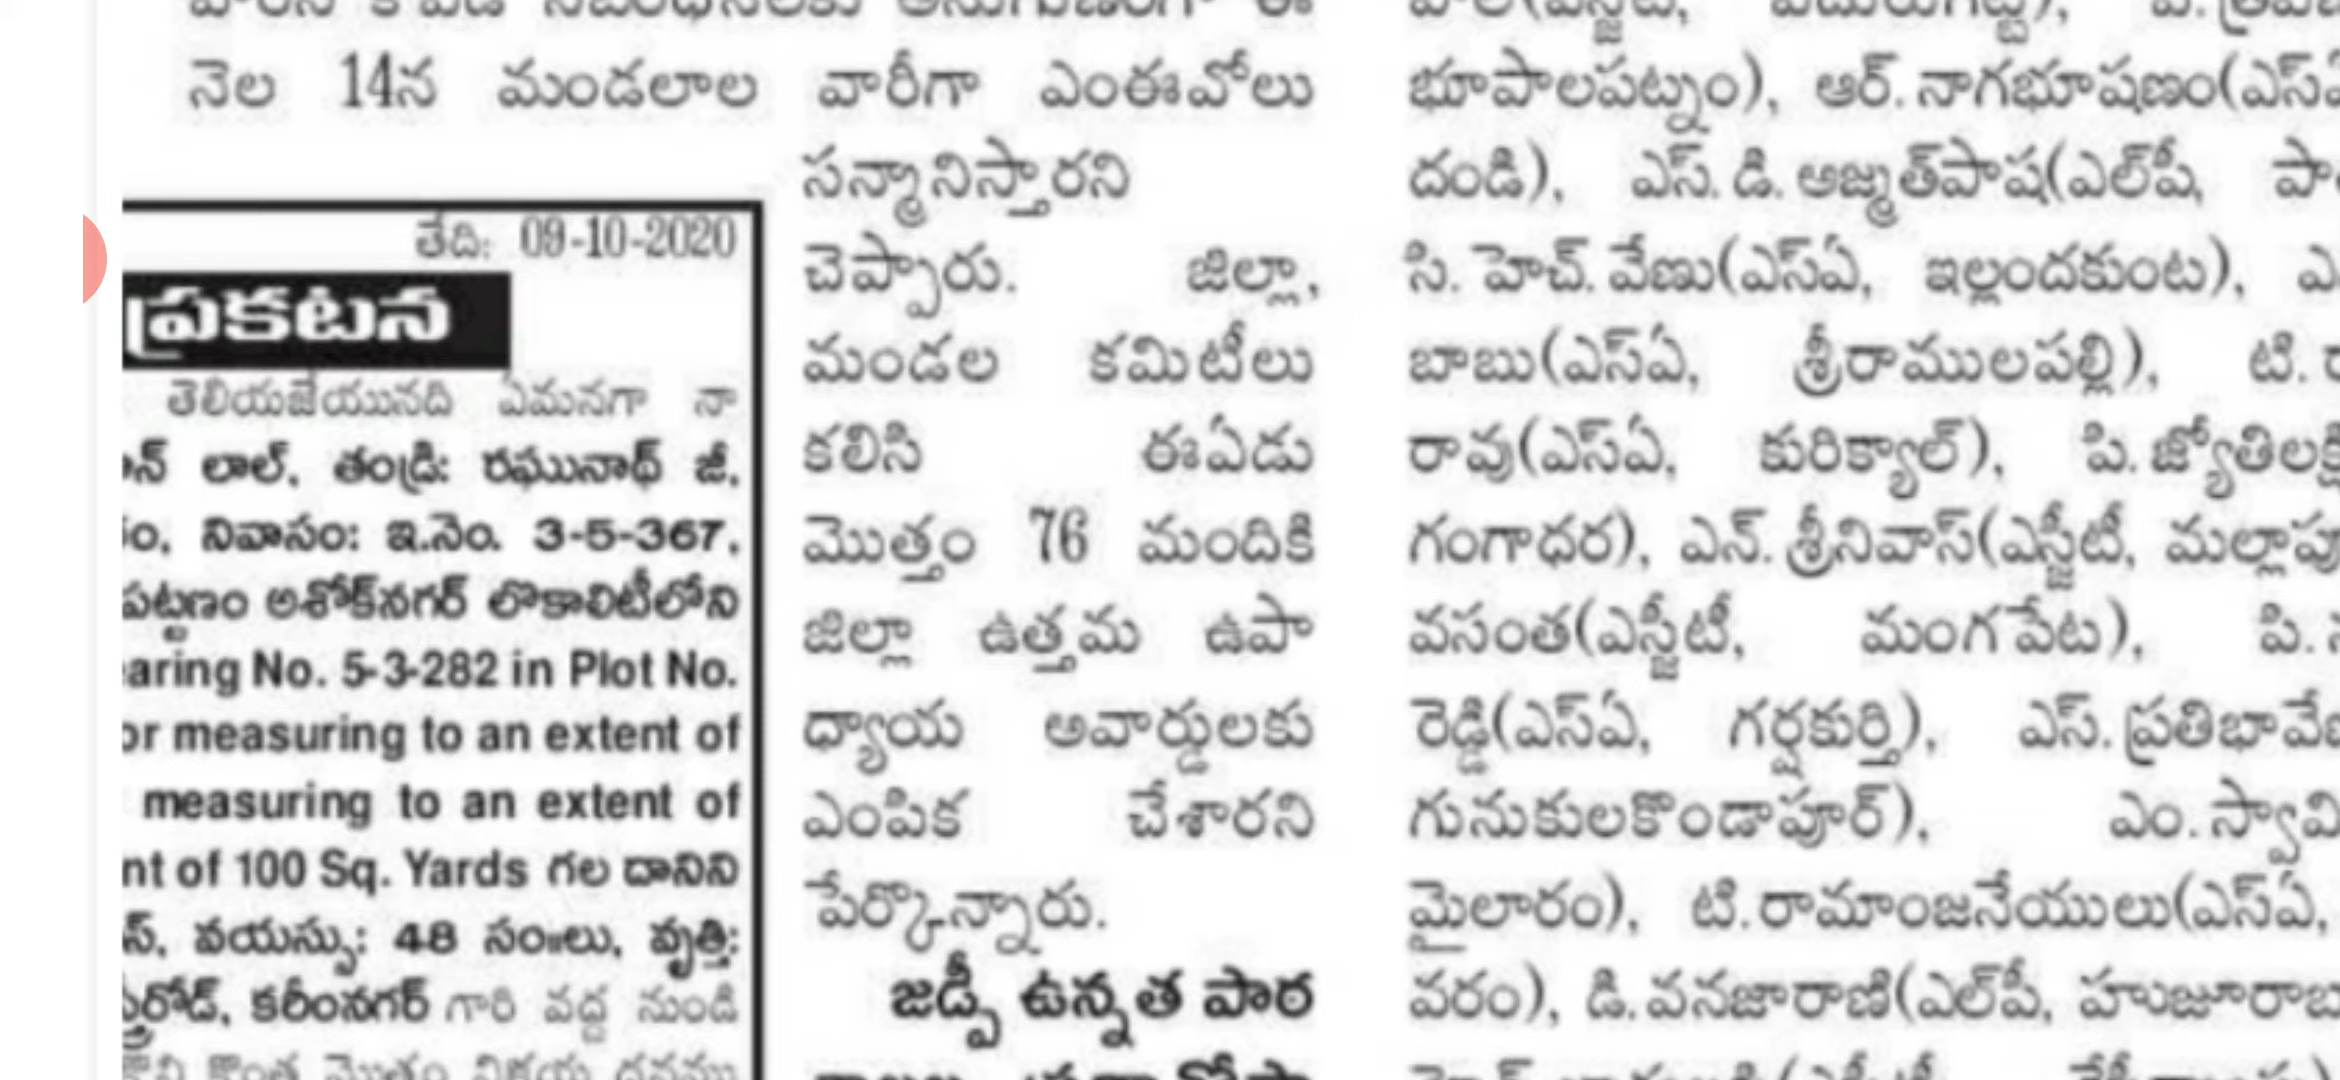 నెల 14న మండలాల వారీగా ఎంఈవోలు
సన్మానిస్తారని
చెప్పారు. జిల్లా,
మండల కమిటీలు
కలిసి ఈఏడు
మొత్తం 76 మందికి
జిల్లా ఉత్తమ ఉపా
ధ్యాయ అవార్డులకు
ఎంపిక చేశారని
పేర్కొన్నారు.
జడ్పీ ఉన్నత పాఠ
తేది: 09-10-2020
ప్రకటన
తెలియజేయునది ఏమనగా నా
లాల్, తండ్రి: రఘునాథ్ జీ,
నివాసం: ఇ.నెం. 3-5-367,
పట్టణం అశోక్‌నగర్ లొకాలిటీలోని
aring No. 5-3-282 in Plot No.
or measuring to an extent of
measuring to an extent of
nt of 100 Sq. Yards గల దానిని
వయస్సు: 48 సం॥లు, వృత్తి:
కరీంనగర్ గారి వద్ద నుండి
భూపాలపట్నం), ఆర్.నాగభూషణం(ఎస్
దండి), ఎస్.డి.ఆజ్మత్‌పాష(ఎల్‌పీ, పా
సి.హెచ్.వేణు(ఎస్‌ఏ, ఇల్లందకుంట), ఎ
బాబు(ఎస్‌ఏ, శ్రీరాములపల్లి), టి.
రావు(ఎస్‌ఏ, కురిక్యాల్), పి.జ్యోతిలక్ష
గంగాధర), ఎన్.శ్రీనివాస్(ఎస్జీటీ, మల్లాపూ
వసంత(ఎస్జీటీ, మంగపేట), పి.
రెడ్డి(ఎస్‌ఏ, గర్షకుర్తి), ఎస్.ప్రతిభావే
గునుకులకొండాపూర్), ఎం.స్వామి
మైలారం), టి.రామాంజనేయులు(ఎస్‌ఏ,
వరం), డి.వనజారాణి(ఎల్‌పీ, హుజూరాబ